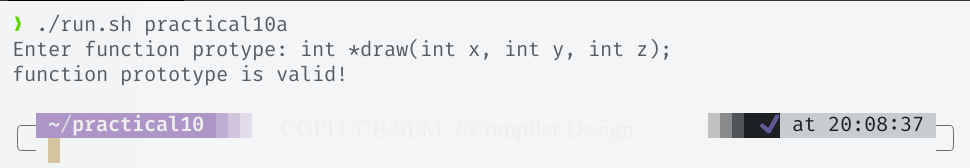 ❯ ./run.sh practical10a
Enter function protype: int *draw(int x, int y, int z);
function prototype is valid!
~/practical10 ✔ at 20:08:37
CGPIT/CE/SEM-7/Compiler Design